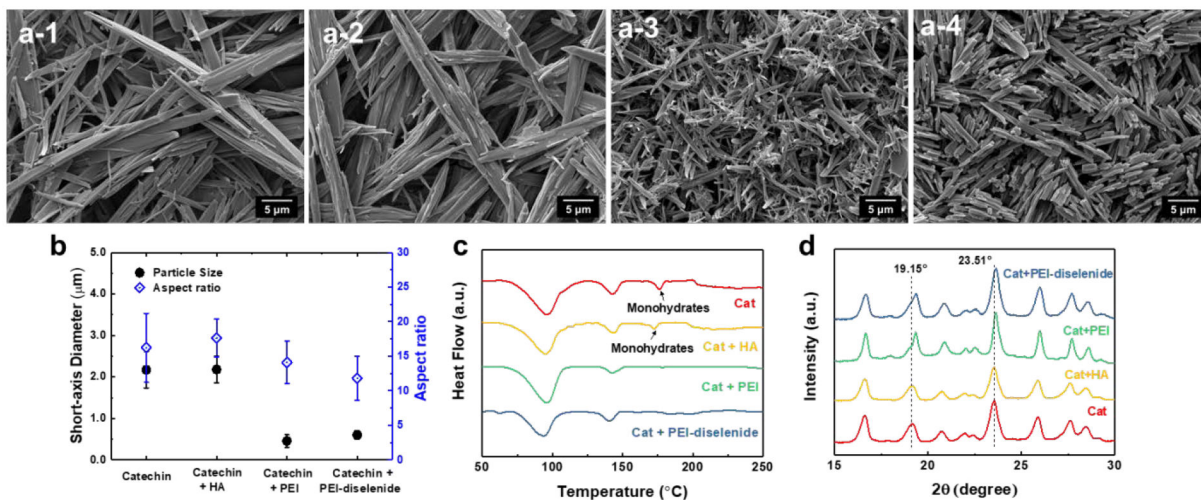 a-1
a-2
a-3
a-4
5 µm
5 µm
5 µm
5 µm
b
Short-axis Diameter (µm)
5.0
4.0
3.0
2.0
1.0
0.0
Particle Size
Aspect ratio
30
25
20
15
10
5
0
Aspect ratio
Catechin
Catechin
+ HA
Catechin
+ PEI
Catechin +
PEI-diselenide
c
Heat Flow (a.u.)
Monohydrates
Cat
Monohydrates
Cat + HA
Cat + PEI
Cat + PEI-diselenide
50
100
150
200
250
Temperature (°C)
d
Intensity (a.u.)
19.15°
23.51°
Cat+PEI-diselenide
Cat+PEI
Cat+HA
Cat
15
20
25
30
2θ (degree)